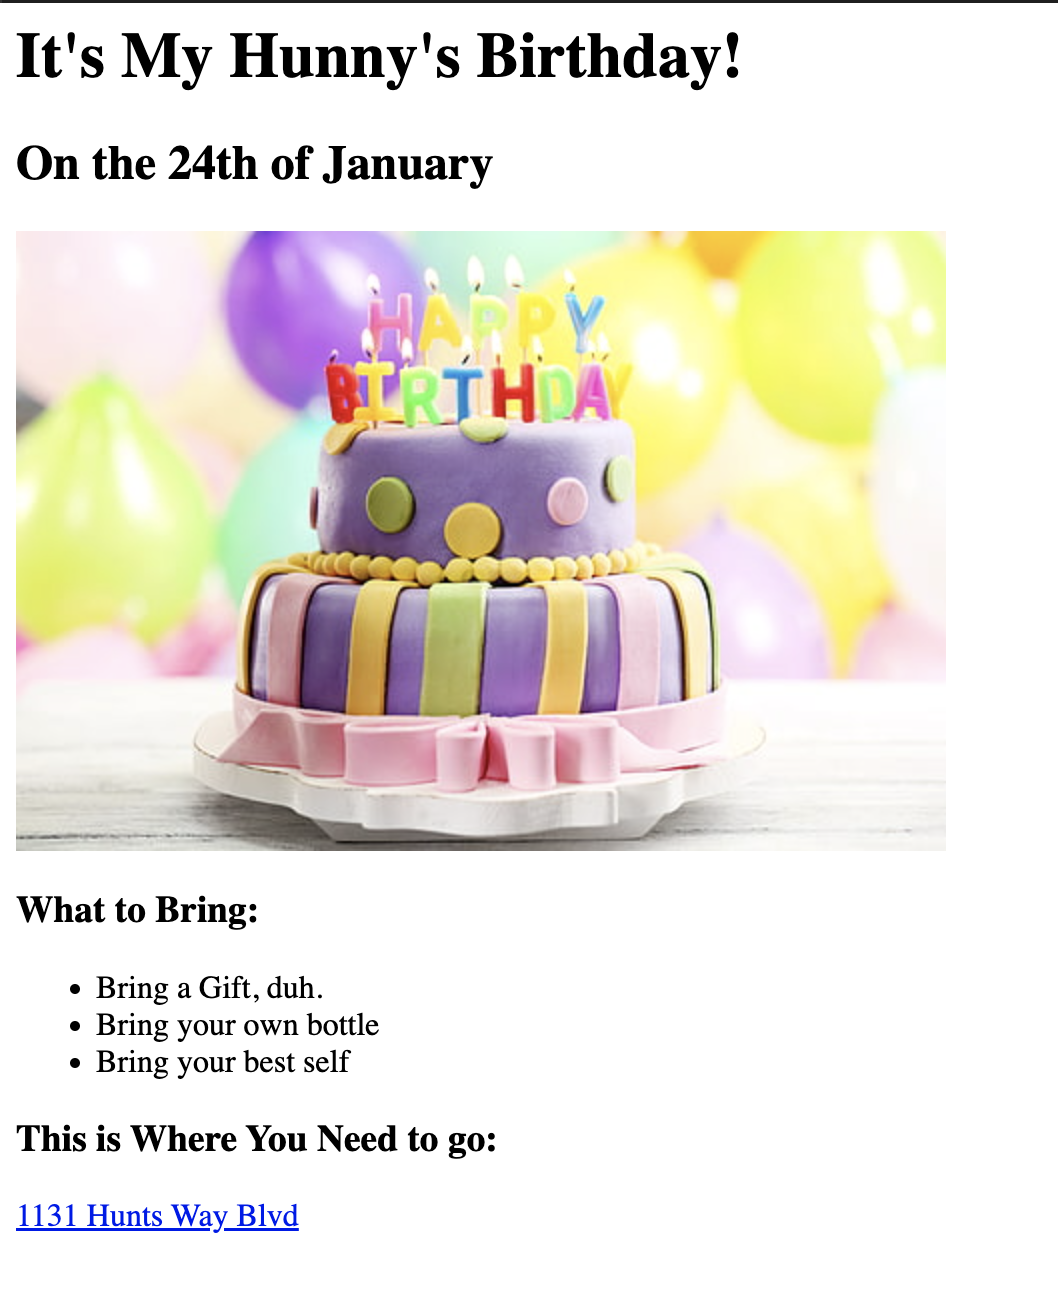 It's My Hunny's Birthday!
On the 24th of January
HAPPY
BIRTHDAY
What to Bring:
Bring a Gift, duh.
Bring your own bottle
Bring your best self
This is Where You Need to go:
1131 Hunts Way Blvd